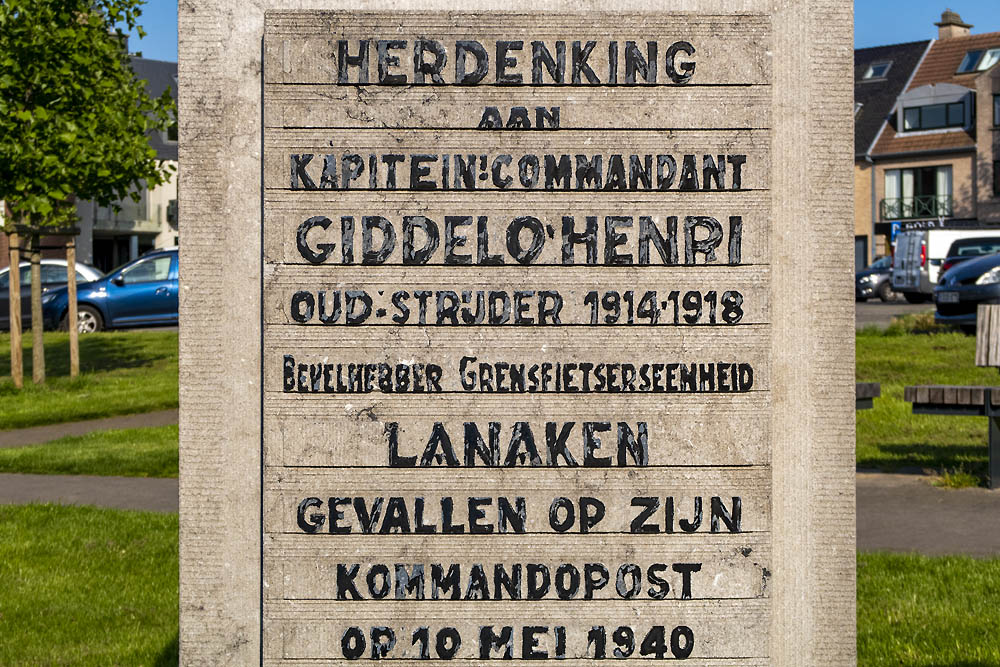 HERDENKING
AAN
KAPITEIN: COMMANDANT
GIDDELO·HENRI
OUD-STRIJDER 1914-1918
BEVELHEBBER GRENSFIETSERSEENHEID
LANAKEN
GEVALLEN OP ZIJN
KOMMANDOPOST
OP 10 MEI 1940